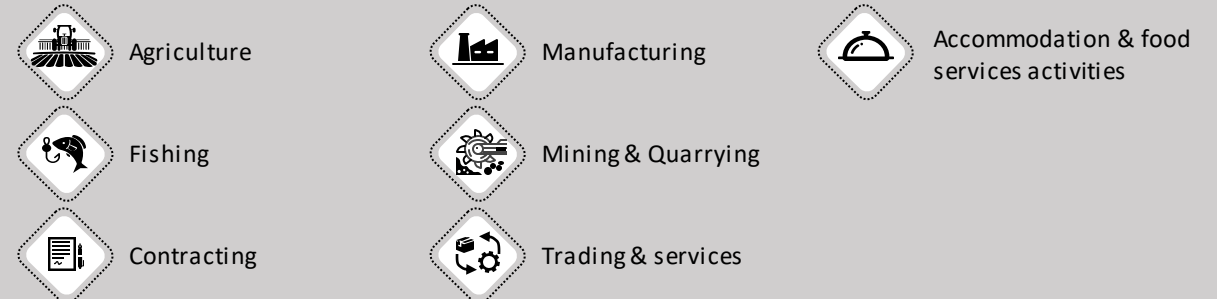 Agriculture
Fishing
Contracting
Manufacturing
Mining & Quarrying
Trading & services
Accommodation & food
services activities